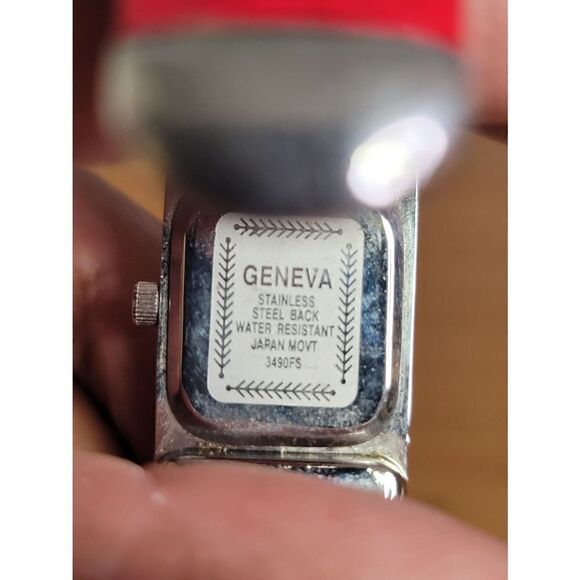 GENEVA
STAINLESS
STEEL BACK
WATER RESISTANT
JAPAN MOVT
3490FS